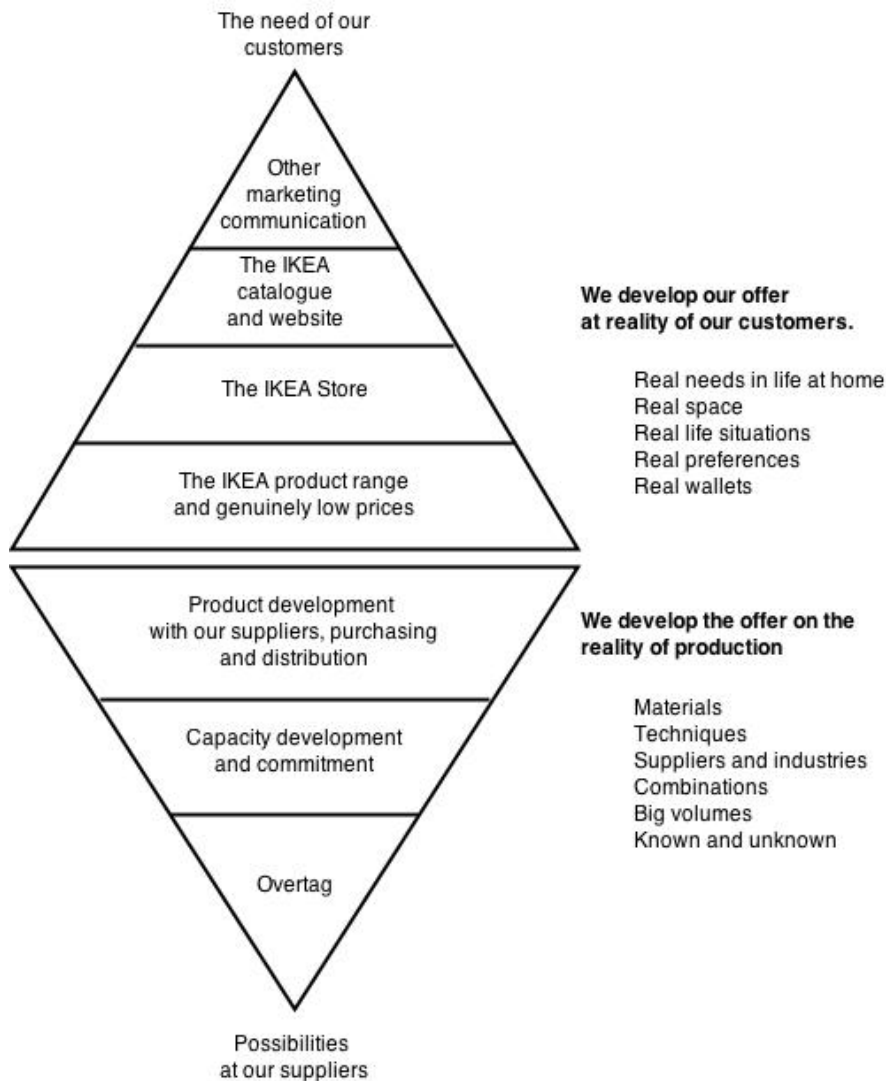 The need of our
customers
Other
marketing
communication
The IKEA
catalogue
and website
The IKEA Store
The IKEA product range
and genuinely low prices
We develop our offer
at reality of our customers.
Real needs in life at home
Real space
Real life situations
Real preferences
Real wallets
Product development
with our suppliers, purchasing
and distribution
Capacity development
and commitment
Overtag
Possibilities
at our suppliers
We develop the offer on the
reality of production
Materials
Techniques
Suppliers and industries
Combinations
Big volumes
Known and unknown